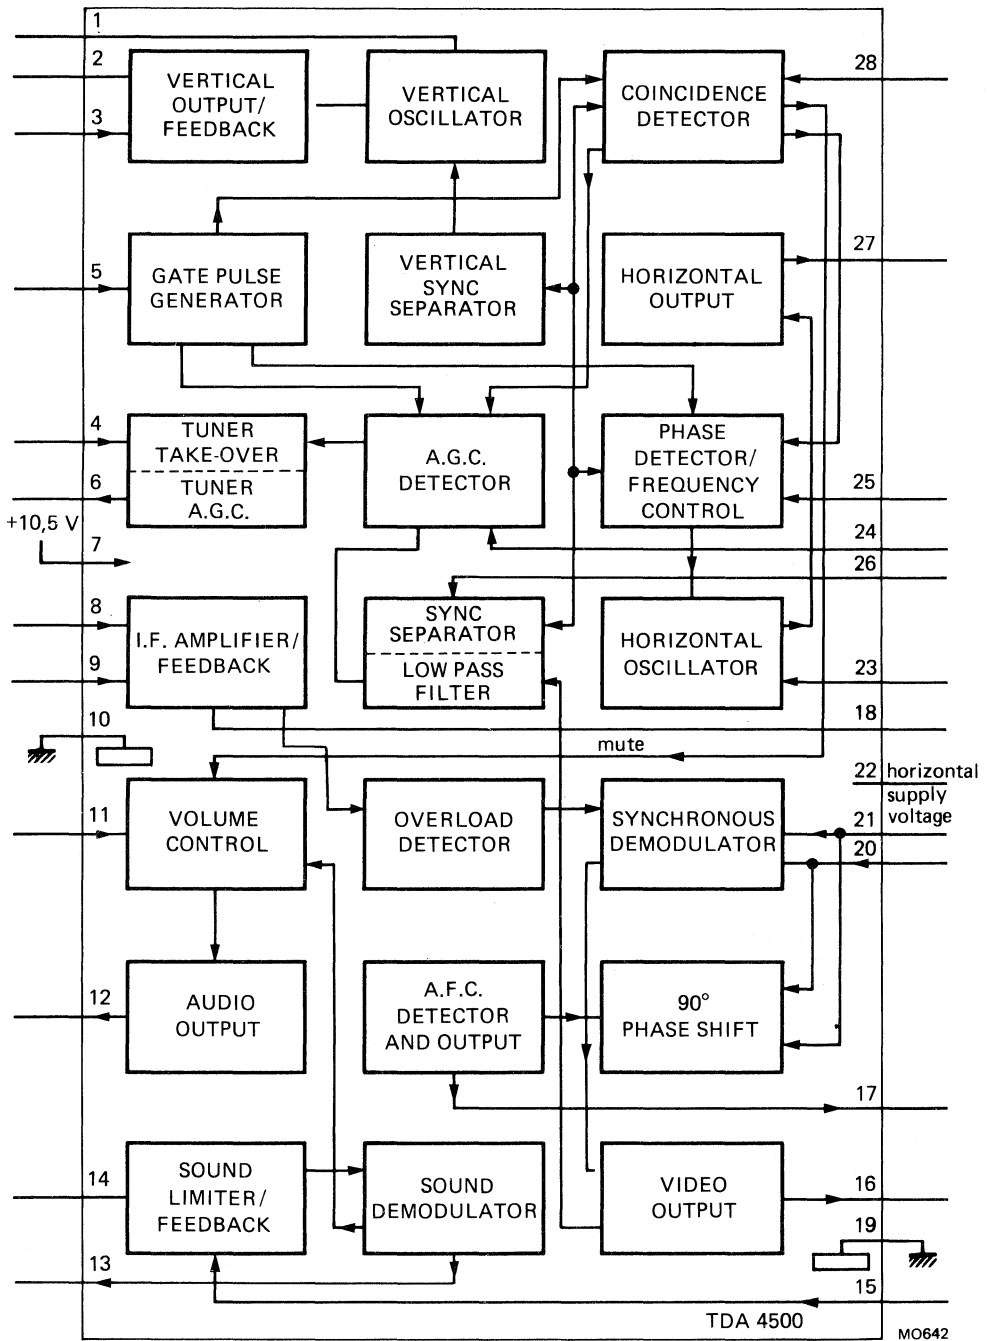 1
2
3
VERTICAL
OUTPUT/
FEEDBACK
VERTICAL
OSCILLATOR
COINCIDENCE
DETECTOR
28
5
GATE PULSE
GENERATOR
VERTICAL
SYNC
SEPARATOR
HORIZONTAL
OUTPUT
27
4
6
TUNER
TAKE-OVER
TUNER
A.G.C.
A.G.C.
DETECTOR
PHASE
DETECTOR/
FREQUENCY
CONTROL
25
24
26
+10,5 V
7
8
9
I.F. AMPLIFIER/
FEEDBACK
SYNC
SEPARATOR
LOW PASS
FILTER
HORIZONTAL
OSCILLATOR
23
18
10
mute
22 horizontal
supply
voltage
11
VOLUME
CONTROL
OVERLOAD
DETECTOR
SYNCHRONOUS
DEMODULATOR
21
20
12
AUDIO
OUTPUT
A.F.C.
DETECTOR
AND OUTPUT
90°
PHASE SHIFT
17
14
SOUND
LIMITER/
FEEDBACK
SOUND
DEMODULATOR
VIDEO
OUTPUT
16
19
13
15
TDA 4500
MO642